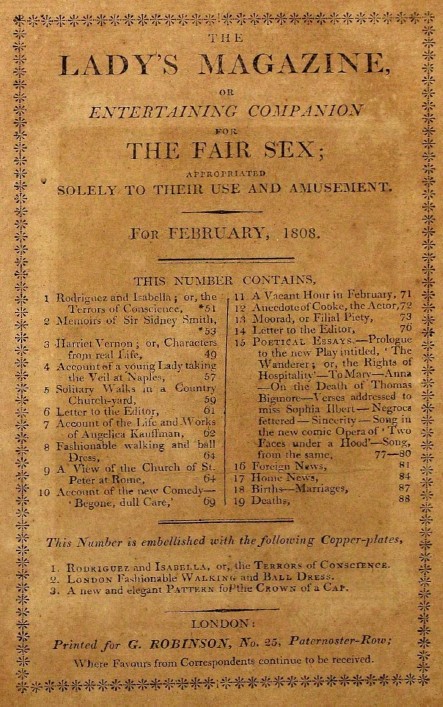 THE
LADY'S MAGAZINE,
OR
ENTERTAINING COMPANION
FOR
THE FAIR SEX;
APPROPRIATED
SOLELY TO THEIR USE AND AMUSEMENT.
For FEBRUARY, 1808.
THIS NUMBER CONTAINS,
1 Rodriguez and Isabella; or, the
Terrors of Conscience, *51
2 Memoirs of Sir Sidney Smith,
*53
3 Harriet Vernon; or, Characters
from real Life, 49
4 Account of a young Lady taking
the Veil at Naples, 57
5 Solitary Walks in a Country
Church-yard, 59
6 Letter to the Editor, 61
7 Account of the Life and Works
of Angelica Kauffman, 62
8 Fashionable walking and ball
Dress, 64
9 A View of the Church of St.
Peter at Rome, 64
10 Account of the new Comedy—
'Begone, dull Care,' 69
11 A Vacant Hour in February, 71
12 Anecdote of Cooke, the Actor, 72
13 Moorad, or Filial Piety, 73
14 Letter to the Editor, 76
15 POETICAL ESSAYS.—Prologue
to the new Play intitled, 'The
Wanderer; or, the Rights of
Hospitality'—To Mary—Anna
—On the Death of Thomas
Bigmore—Verses addressed to
miss Sophia Ilbert—Negroes
fettered—Sincerity—Song in
the new comic Opera of 'Two
Faces under a Hood'—Song,
from the same, 77—80
16 Foreign News, 81
17 Home News, 84
18 Births—Marriages, 87
19 Deaths, 88
This Number is embellished with the following Copper-plates,
1. RODRIGUEZ and ISABELLA, or, the TERRORS of CONSCIENCE.
2. LONDON Fashionable WALKING and BALL DRESS.
3. A new and elegant PATTERN for the CROWN of a CAP.
LONDON:
Printed for G. ROBINSON, No. 25, Paternoster-Row;
Where Favours from Correspondents continue to be received.